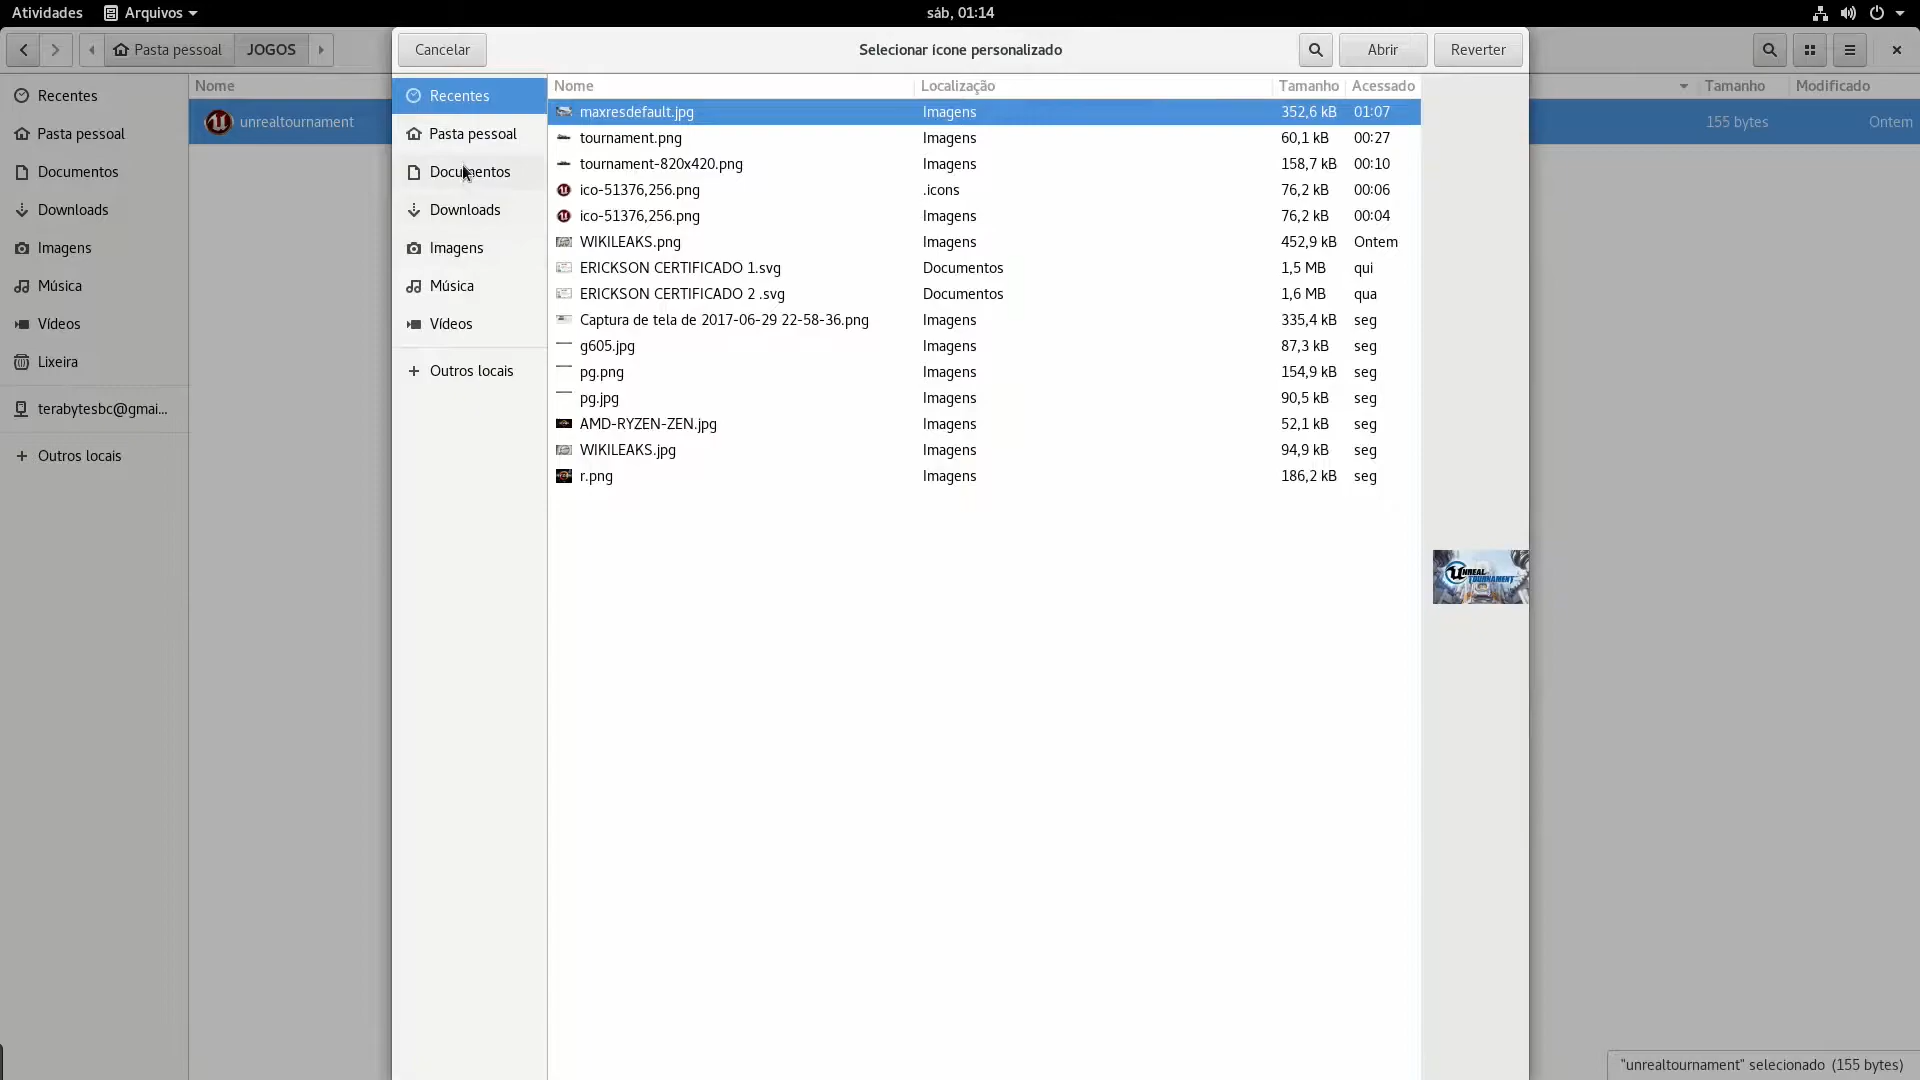 Atividades Arquivos sáb, 01:14
Pasta pessoal JOGOS
Cancelar Selecionar ícone personalizado Abrir Reverter
Nome Tamanho Modificado
unrealtournament 155 bytes Ontem
Recentes
Pasta pessoal
Documentos
Downloads
Imagens
Música
Vídeos
Lixeira
terabytesbc@gmai...
+ Outros locais
Recentes
Pasta pessoal
Documentos
Downloads
Imagens
Música
Vídeos
+ Outros locais
Nome Localização Tamanho Acessado
maxresdefault.jpg Imagens 352,6 kB 01:07
tournament.png Imagens 60,1 kB 00:27
tournament-820x420.png Imagens 158,7 kB 00:10
ico-51376,256.png .icons 76,2 kB 00:06
ico-51376,256.png Imagens 76,2 kB 00:04
WIKILEAKS.png Imagens 452,9 kB Ontem
ERICKSON CERTIFICADO 1.svg Documentos 1,5 MB qui
ERICKSON CERTIFICADO 2 .svg Documentos 1,6 MB qua
Captura de tela de 2017-06-29 22-58-36.png Imagens 335,4 kB seg
g605.jpg Imagens 87,3 kB seg
pg.png Imagens 154,9 kB seg
pg.jpg Imagens 90,5 kB seg
AMD-RYZEN-ZEN.jpg Imagens 52,1 kB seg
WIKILEAKS.jpg Imagens 94,9 kB seg
r.png Imagens 186,2 kB seg
UNREAL
TOURNAMENT
"unrealtournament" selecionado (155 bytes)